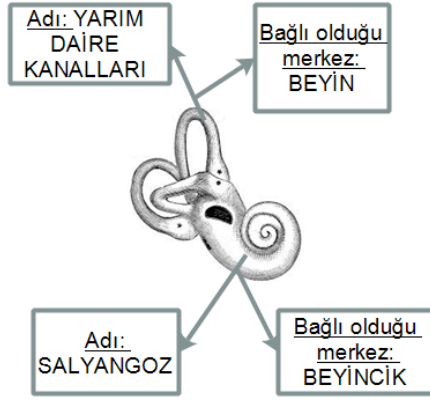 Adı: YARIM
DAİRE
KANALLARI
Bağlı olduğu
merkez:
BEYİN
Adı:
SALYANGOZ
Bağlı olduğu
merkez:
BEYİNCİK